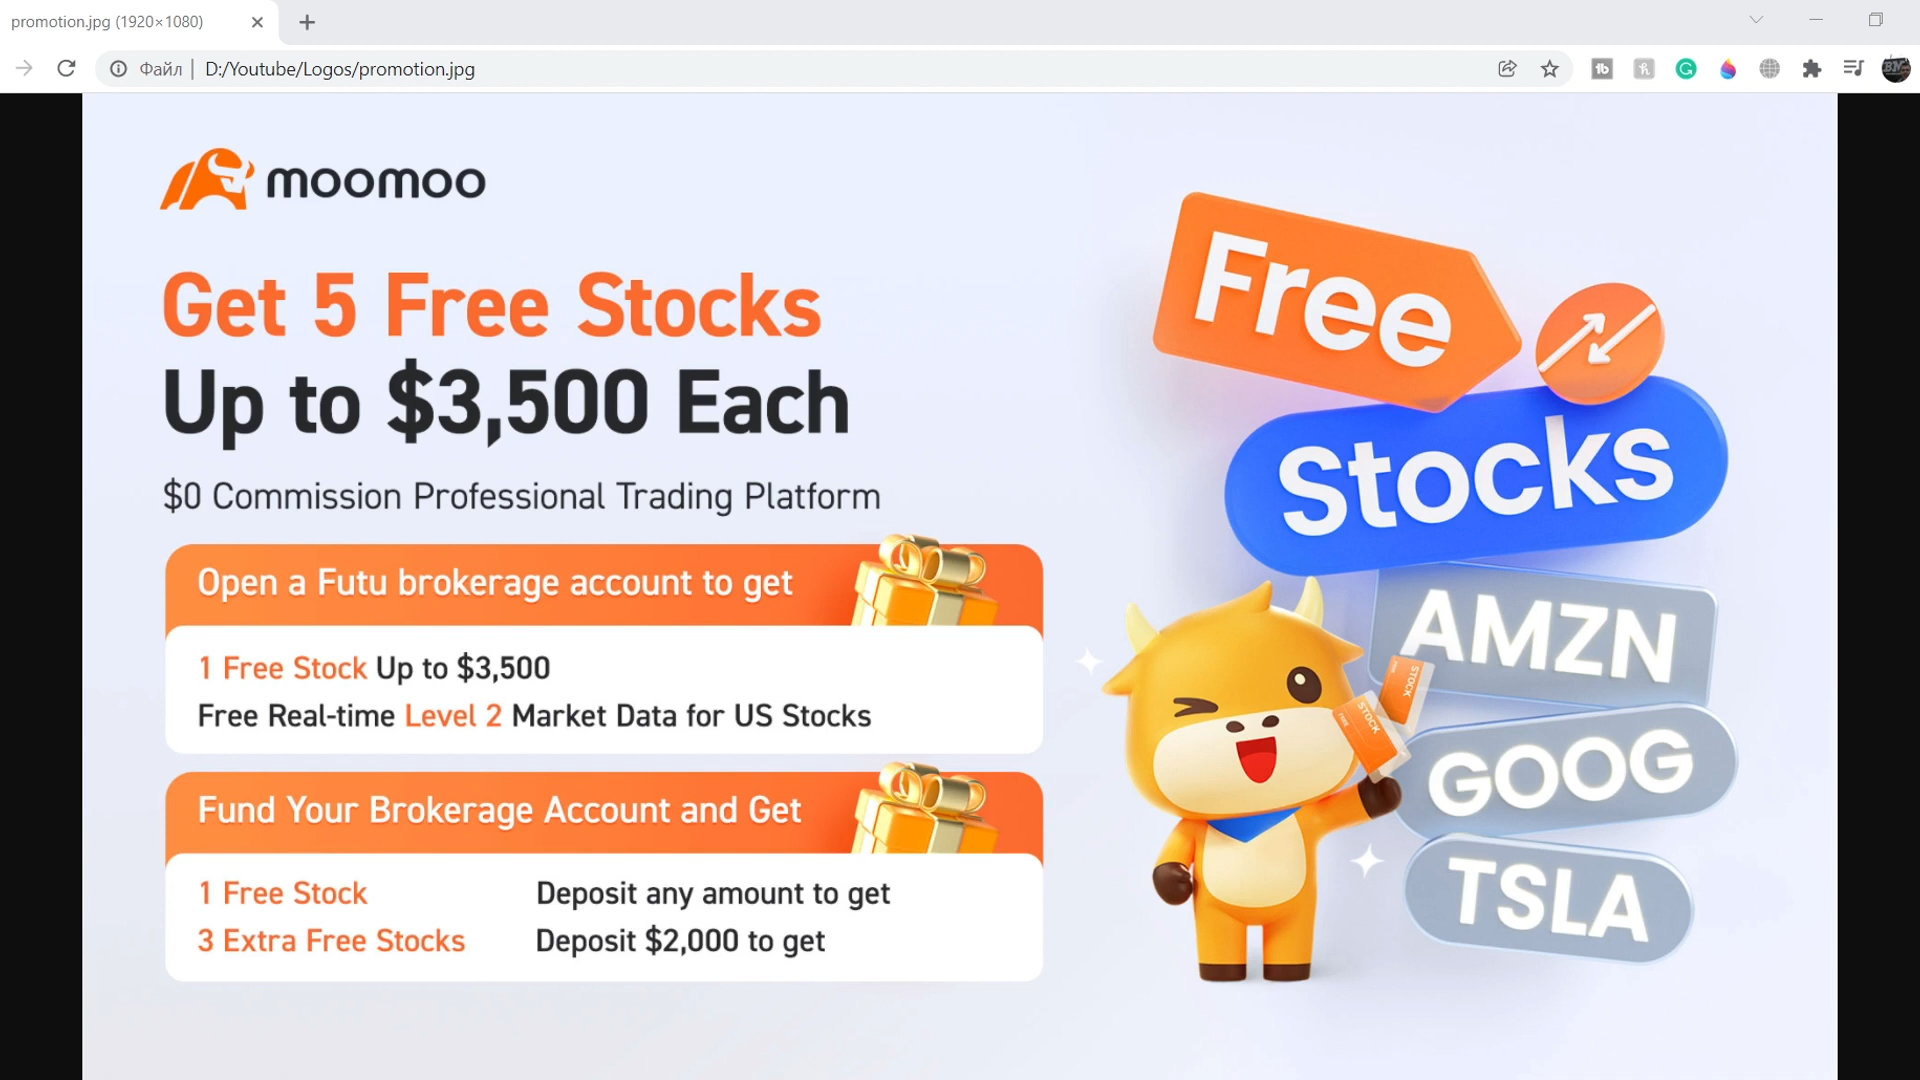 promotion.jpg (1920×1080)
Файл
D:/Youtube/Logos/promotion.jpg
moomoo
Get 5 Free Stocks
Up to $3,500 Each
$0 Commission Professional Trading Platform
Open a Futu brokerage account to get
1 Free Stock Up to $3,500
Free Real-time Level 2 Market Data for US Stocks
Fund Your Brokerage Account and Get
1 Free Stock Deposit any amount to get
3 Extra Free Stocks Deposit $2,000 to get
Free
Stocks
AMZN
GOOG
TSLA
STOCK
STOCK